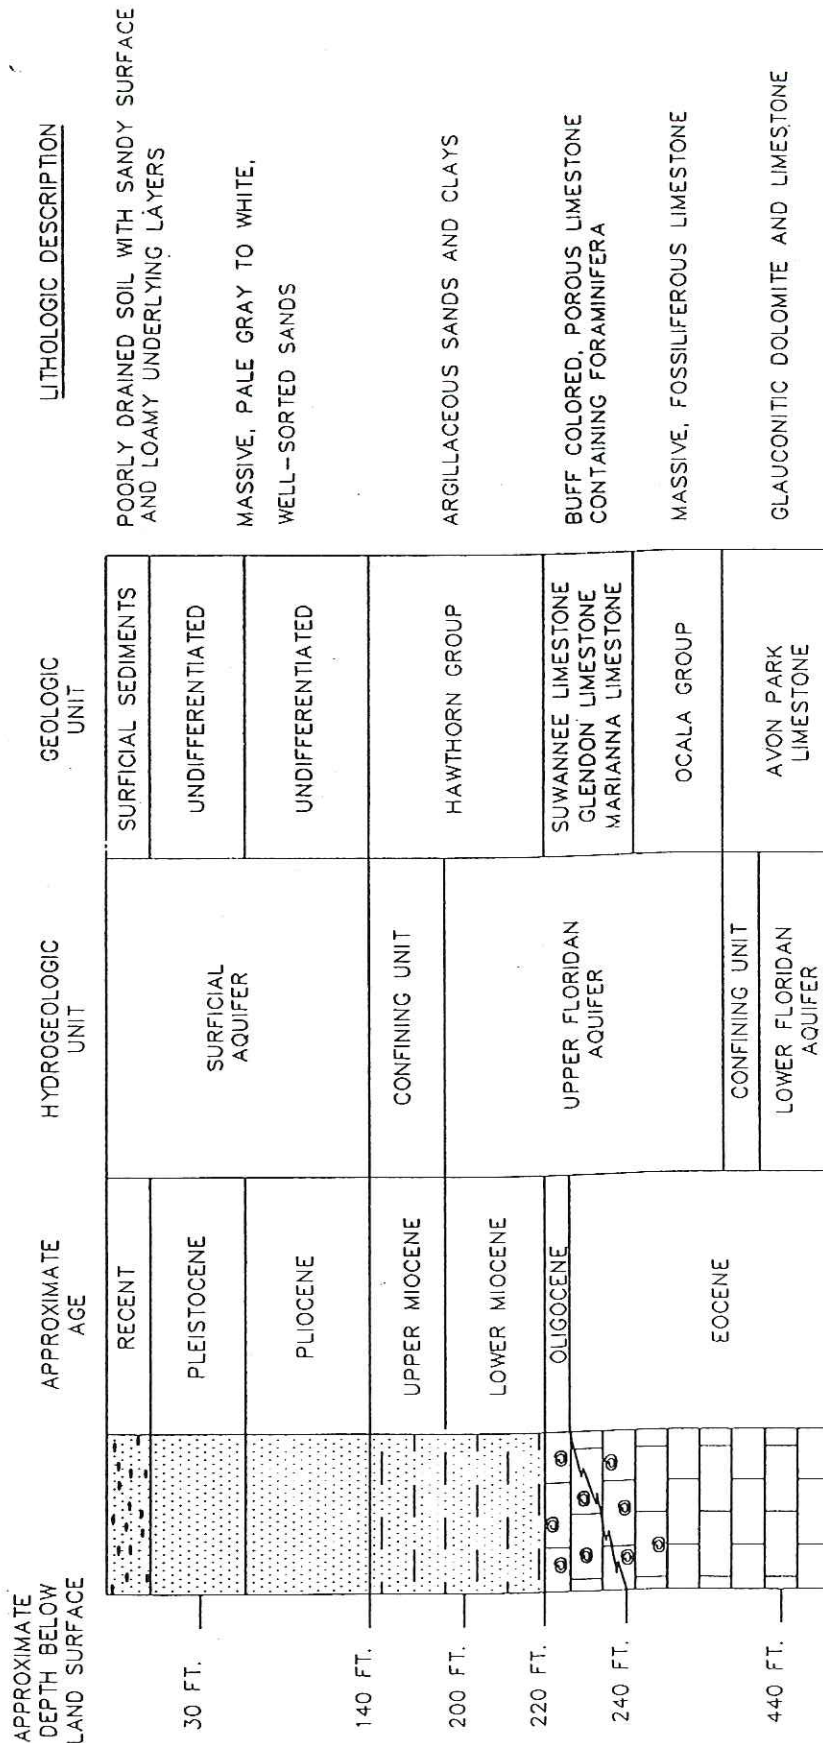 APPROXIMATE
DEPTH BELOW
LAND SURFACE
APPROXIMATE
AGE
HYDROGEOLOGIC
UNIT
GEOLOGIC
UNIT
LITHOLOGIC DESCRIPTION
30 FT.
140 FT.
200 FT.
220 FT.
240 FT.
440 FT.
RECENT
PLEISTOCENE
PLIOCENE
UPPER MIOCENE
LOWER MIOCENE
OLIGOCENE
EOCENE
SURFICIAL
AQUIFER
CONFINING UNIT
UPPER FLORIDAN
AQUIFER
CONFINING UNIT
LOWER FLORIDAN
AQUIFER
SURFICIAL SEDIMENTS
UNDIFFERENTIATED
UNDIFFERENTIATED
HAWTHORN GROUP
SUWANNEE LIMESTONE
GLENDON LIMESTONE
MARIANNA LIMESTONE
OCALA GROUP
AVON PARK
LIMESTONE
POORLY DRAINED SOIL WITH SANDY SURFACE
AND LOAMY UNDERLYING LAYERS
MASSIVE, PALE GRAY TO WHITE,
WELL-SORTED SANDS
ARGILLACEOUS SANDS AND CLAYS
BUFF COLORED, POROUS LIMESTONE
CONTAINING FORAMINIFERA
MASSIVE, FOSSILIFEROUS LIMESTONE
GLAUCONITIC DOLOMITE AND LIMESTONE